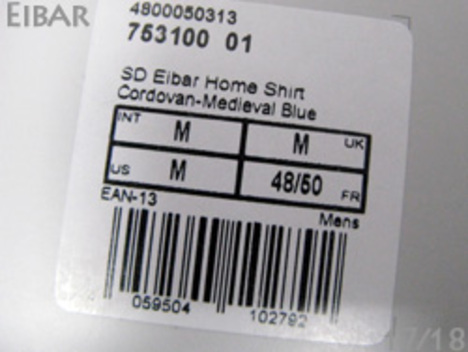 EIBAR
4800050313
753100 01
SD Eibar Home Shirt
Cordovan-Medieval Blue
INT M M UK
US M 48/50 FR
EAN-13 Mens
059504 102792